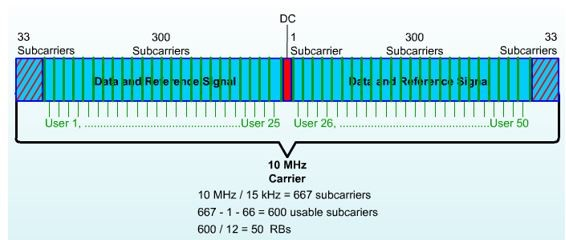 DC
33 300 1 300 33
Subcarriers Subcarriers Subcarrier Subcarriers Subcarriers
Data and Reference Signal Data and Reference Signal
User 1, ................................................ User 25 User 26, ................................................ User 50
10 MHz
Carrier
10 MHz / 15 kHz = 667 subcarriers
667 - 1 - 66 = 600 usable subcariers
600 / 12 = 50 RBs